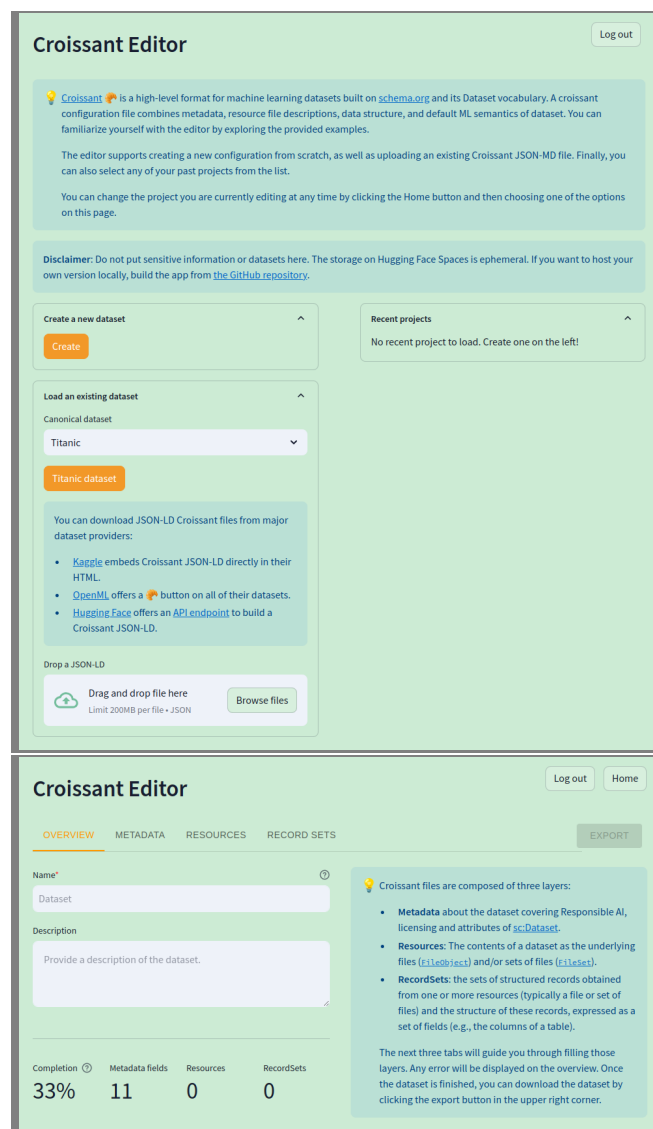 Croissant Editor
Log out
Croissant 🥐 is a high-level format for machine learning datasets built on schema.org and its Dataset vocabulary. A croissant
configuration file combines metadata, resource file descriptions, data structure, and default ML semantics of dataset. You can
familiarize yourself with the editor by exploring the provided examples.
The editor supports creating a new configuration from scratch, as well as uploading an existing Croissant JSON-MD file. Finally, you
can also select any of your past projects from the list.
You can change the project you are currently editing at any time by clicking the Home button and then choosing one of the options
on this page.
Disclaimer: Do not put sensitive information or datasets here. The storage on Hugging Face Spaces is ephemeral. If you want to host your
own version locally, build the app from the GitHub repository.
Create a new dataset
Create
Recent projects
No recent project to load. Create one on the left!
Load an existing dataset
Canonical dataset
Titanic
Titanic dataset
You can download JSON-LD Croissant files from major
dataset providers:
• Kaggle embeds Croissant JSON-LD directly in their
HTML.
• OpenML offers a 🥐 button on all of their datasets.
• Hugging Face offers an API endpoint to build a
Croissant JSON-LD.
Drop a JSON-LD
Drag and drop file here
Limit 200MB per file • JSON
Browse files
Croissant Editor
Log out
Home
OVERVIEW METADATA RESOURCES RECORD SETS
EXPORT
Name*
Dataset
Description
Provide a description of the dataset.
Completion Metadata fields Resources RecordSets
33% 11 0 0
Croissant files are composed of three layers:
• Metadata about the dataset covering Responsible AI,
licensing and attributes of sc:Dataset.
• Resources: The contents of a dataset as the underlying
files (FileObject) and/or sets of files (FileSet).
• RecordSets: the sets of structured records obtained
from one or more resources (typically a file or set of
files) and the structure of these records, expressed as a
set of fields (e.g., the columns of a table).
The next three tabs will guide you through filling those
layers. Any error will be displayed on the overview. Once
the dataset is finished, you can download the dataset by
clicking the export button in the upper right corner.